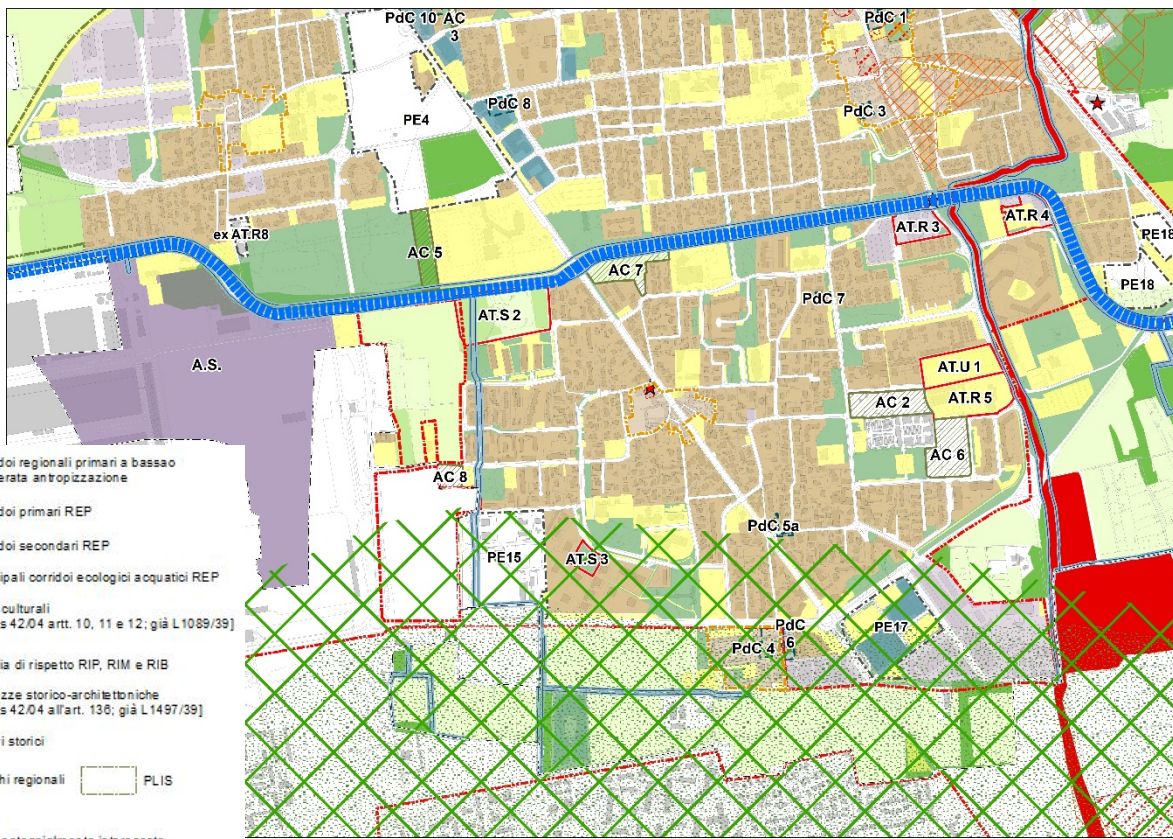 PdC 10 AC
3
PdC 1
PdC 8
PdC 3
PE4
ex AT.R8
AC 5
AT.R 3
AT.R 4
PE18
PE18
AC 7
PdC 7
AT.S 2
A.S.
AT.U 1
AT.R 5
AC 2
AC 6
AC 8
PdC 5a
PE15
AT.S 3
PdC
6
PdC 4
PE17
doi regionali primari a bassao
erata antropizzazione
doi primari REP
doi secondari REP
cipali corridoi ecologici acquatici REP
culturali
s 42/04 artt. 10, 11 e 12; già L1089/39]
ia di rispetto RIP, RIM e RIB
zze storico-architettoniche
s 42/04 all'art. 136; già L1497/39]
i storici
hi regionali PLIS